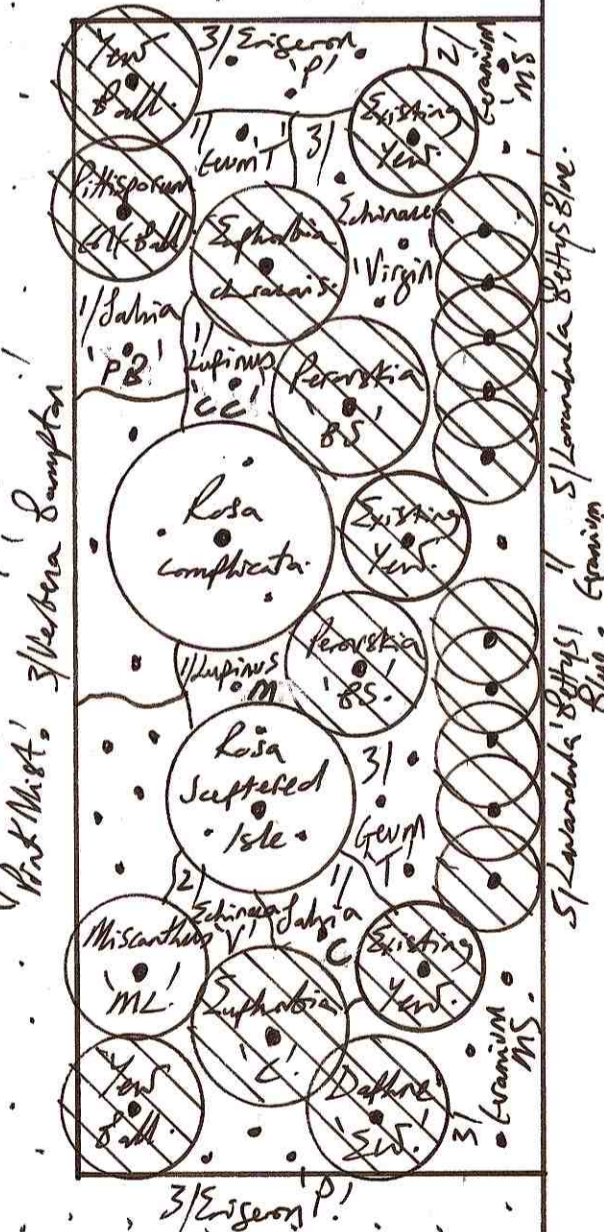 Yew
Ball.
3/Erigeron
'P'
2/
Geranium
'MS'
1/
Geum T'
3/
Existing
Yew.
Pittisporum
Golf Ball
Euphorbia
characias.
Echinacea
'Virgin'
1/Salvia
'PB'
1/
Lupinus
'CC'
Perovskia
'BS'
5/Lavandula Bettys Blue.
3/Verbena Bampton
Rosa
complicata.
Existing
Yew.
1/
Geranium
1/Lupinus
M
Perovskia
'BS.'
'Pink Mist.'
Rosa
Sceptered
Isle
3/
Geum
'T'
5/Lavandula 'Bettys'
Blue.
2/
Echinacea
'V'
1/
Salvia
C
Miscanthus
'ML'
Euphorbia
'C'
Existing
Yew.
Yew
Ball.
Daphne
'EW.'
3/
Geranium
MS.
3/Erigeron P!